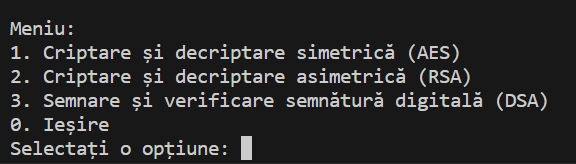 Meniu:
1. Criptare și decriptare simetrică (AES)
2. Criptare și decriptare asimetrică (RSA)
3. Semnare și verificare semnătură digitală (DSA)
0. Ieșire
Selectați o opțiune: